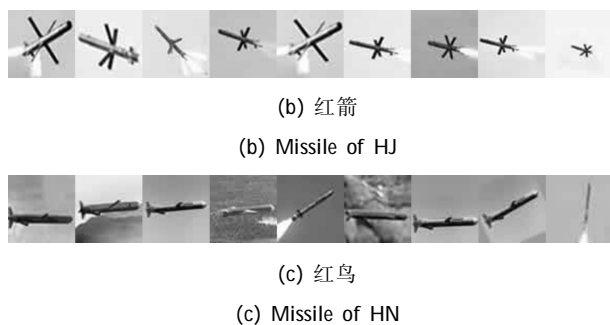 (b) 红箭
(b) Missile of HJ
(c) 红鸟
(c) Missile of HN